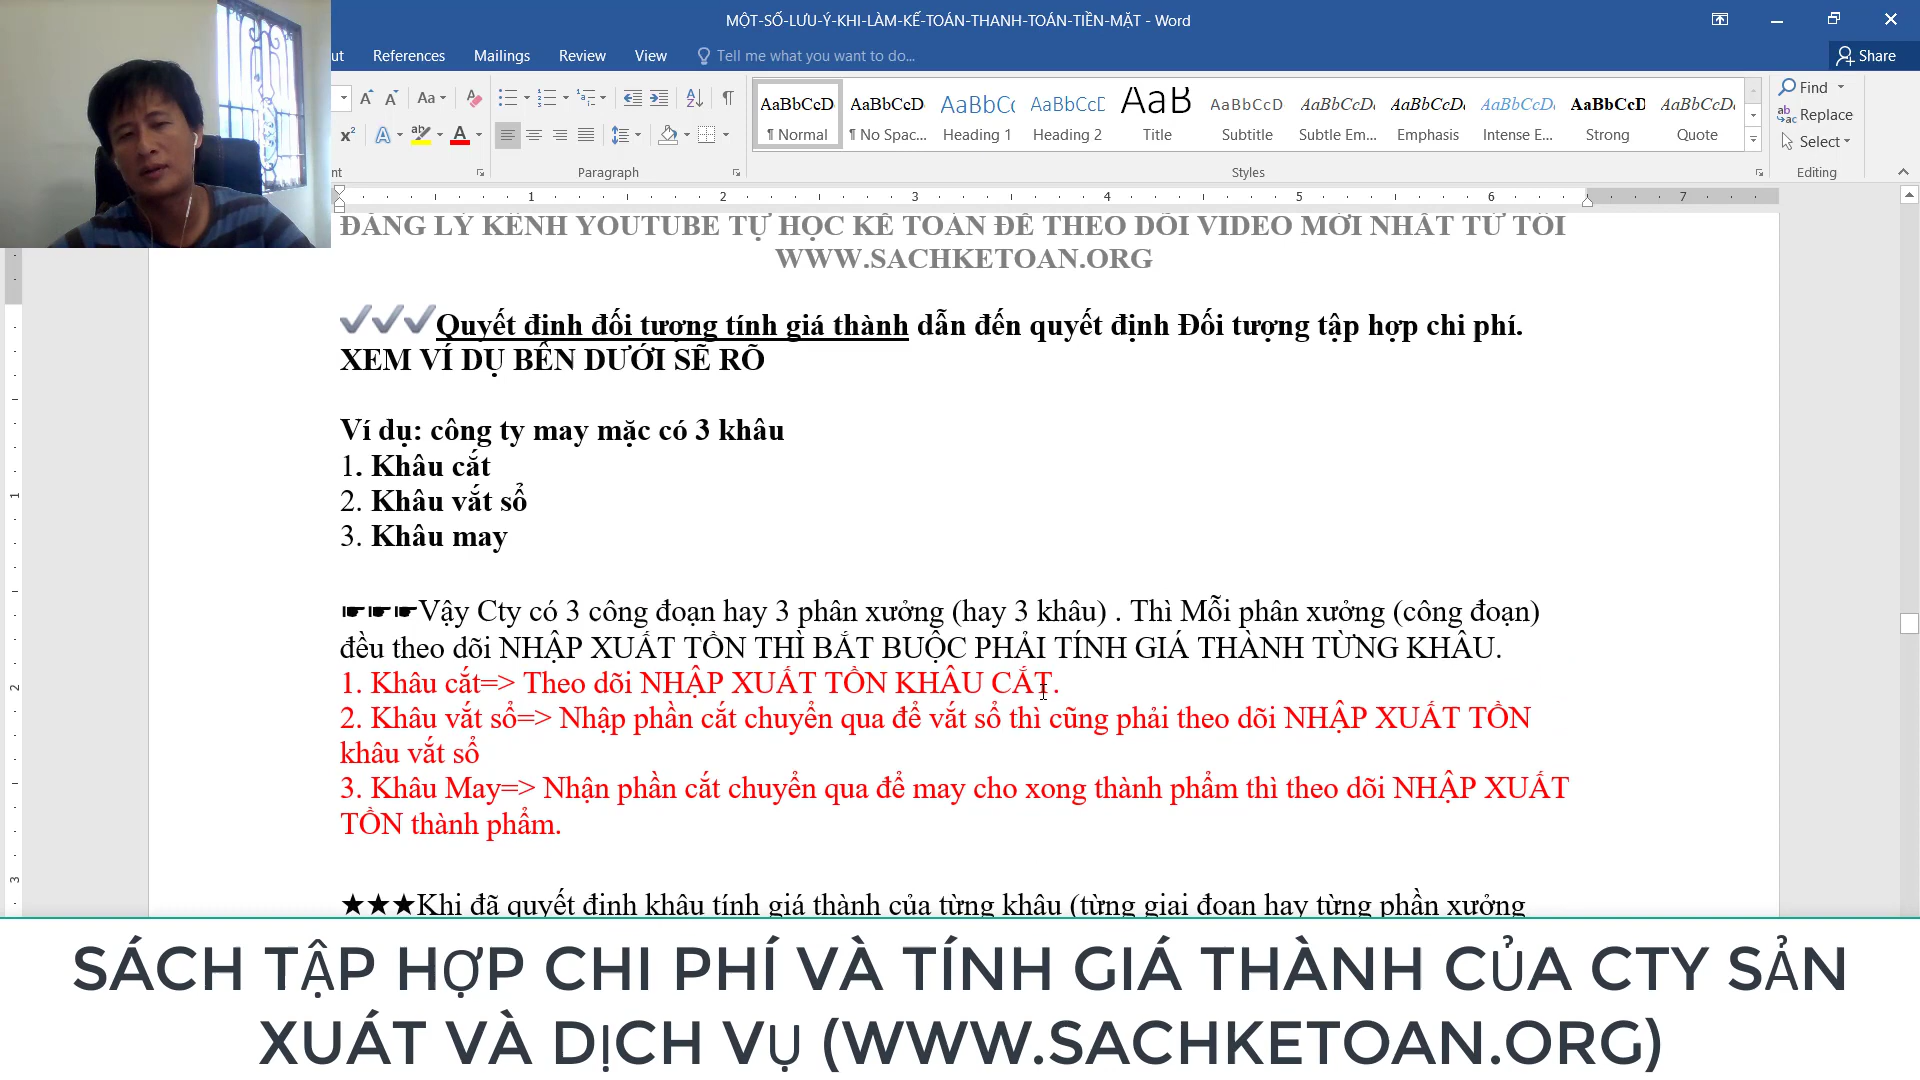 MỘT-SỐ-LƯU-Ý-KHI-LÀM-KẾ-TOÁN-THANH-TOÁN-TIỀN-MẶT - Word
ut References Mailings Review View Tell me what you want to do... Share
Aa
AaBbCcD AaBbCcD AaBbCc AaBbCcD AaB AaBbCcD AaBbCcD AaBbCcD AaBbCcD AaBbCcD AaBbCcD
¶ Normal ¶ No Spac... Heading 1 Heading 2 Title Subtitle Subtle Em... Emphasis Intense E... Strong Quote
Find
Replace
Select
nt Paragraph Styles Editing
1 2 3 4 5 6 7
ĐĂNG LÝ KÊNH YOUTUBE TỰ HỌC KẾ TOÁN ĐỂ THEO DÕI VIDEO MỚI NHẤT TỪ TÔI
WWW.SACHKETOAN.ORG
✓✓✓Quyết định đối tượng tính giá thành dẫn đến quyết định Đối tượng tập hợp chi phí.
XEM VÍ DỤ BÊN DƯỚI SẼ RÕ
Ví dụ: công ty may mặc có 3 khâu
1. Khâu cắt
2. Khâu vắt sổ
3. Khâu may
☛☛☛Vậy Cty có 3 công đoạn hay 3 phân xưởng (hay 3 khâu) . Thì Mỗi phân xưởng (công đoạn)
đều theo dõi NHẬP XUẤT TỒN THÌ BẮT BUỘC PHẢI TÍNH GIÁ THÀNH TỪNG KHÂU.
1. Khâu cắt=> Theo dõi NHẬP XUẤT TỒN KHÂU CẮT.
2. Khâu vắt sổ=> Nhập phần cắt chuyển qua để vắt sổ thì cũng phải theo dõi NHẬP XUẤT TỒN
khâu vắt sổ
3. Khâu May=> Nhận phần cắt chuyển qua để may cho xong thành phẩm thì theo dõi NHẬP XUẤT
TỒN thành phẩm.
★★★Khi đã quyết định khâu tính giá thành của từng khâu (từng giai đoạn hay từng phần xưởng
SÁCH TẬP HỢP CHI PHÍ VÀ TÍNH GIÁ THÀNH CỦA CTY SẢN
XUÁT VÀ DỊCH VỤ (WWW.SACHKETOAN.ORG)